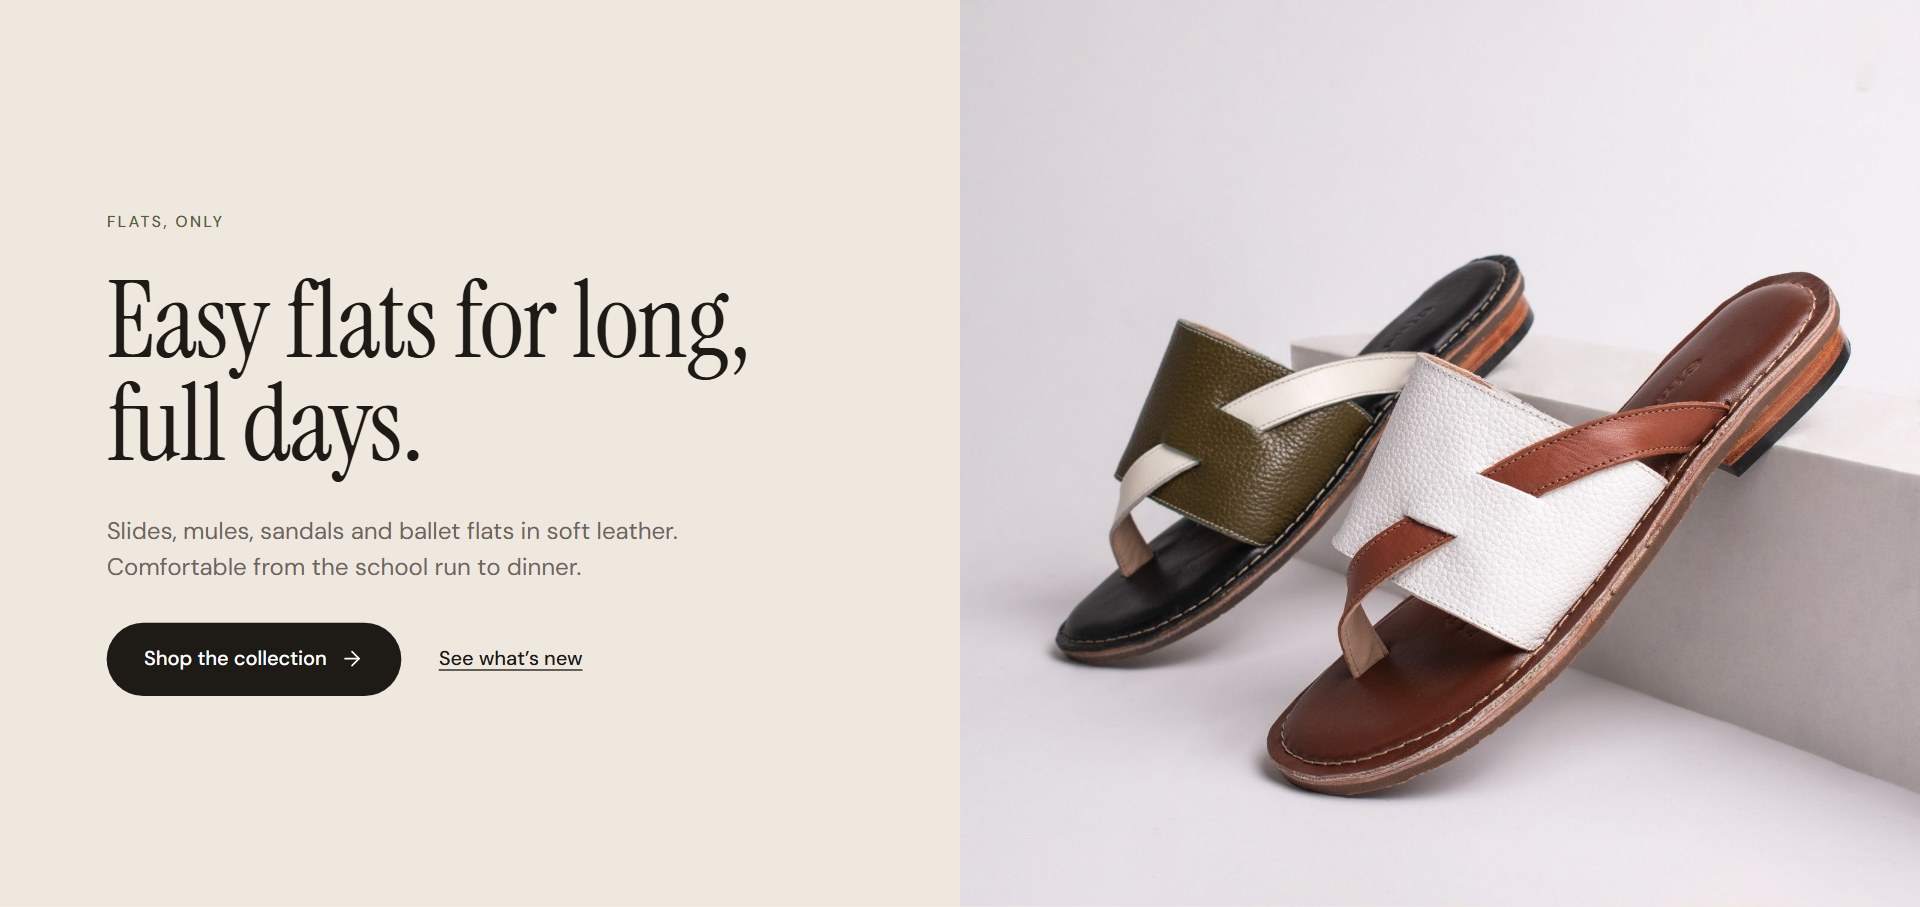 FLATS, ONLY
Easy flats for long,
full days.
Slides, mules, sandals and ballet flats in soft leather.
Comfortable from the school run to dinner.
Shop the collection →
See what’s new